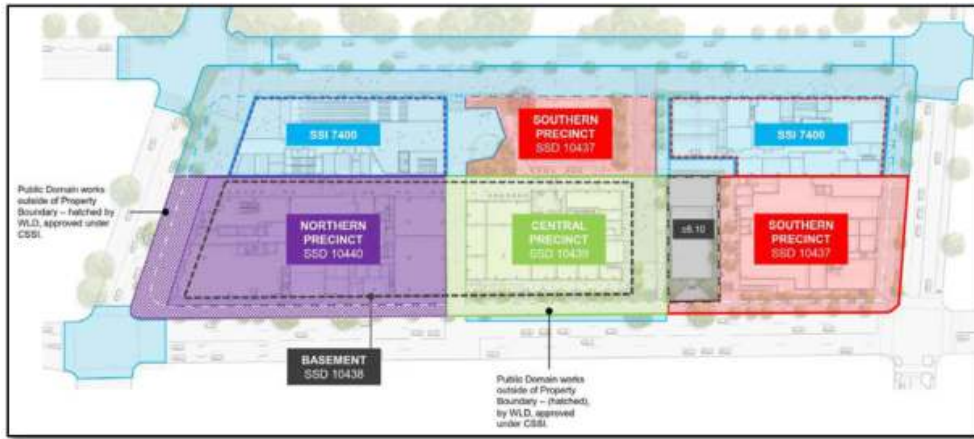 SSI 7400
SOUTHERN
PRECINCT
SSD 10437
SSI 7400
Public Domain works
outside of Property
Boundary – hatched by
WLD, approved under
CSSI.
NORTHERN
PRECINCT
SSD 10440
CENTRAL
PRECINCT
SSD 10439
SOUTHERN
PRECINCT
SSD 10437
BASEMENT
SSD 10438
Public Domain works
outside of Property
Boundary – (hatched),
by WLD, approved
under CSSI.